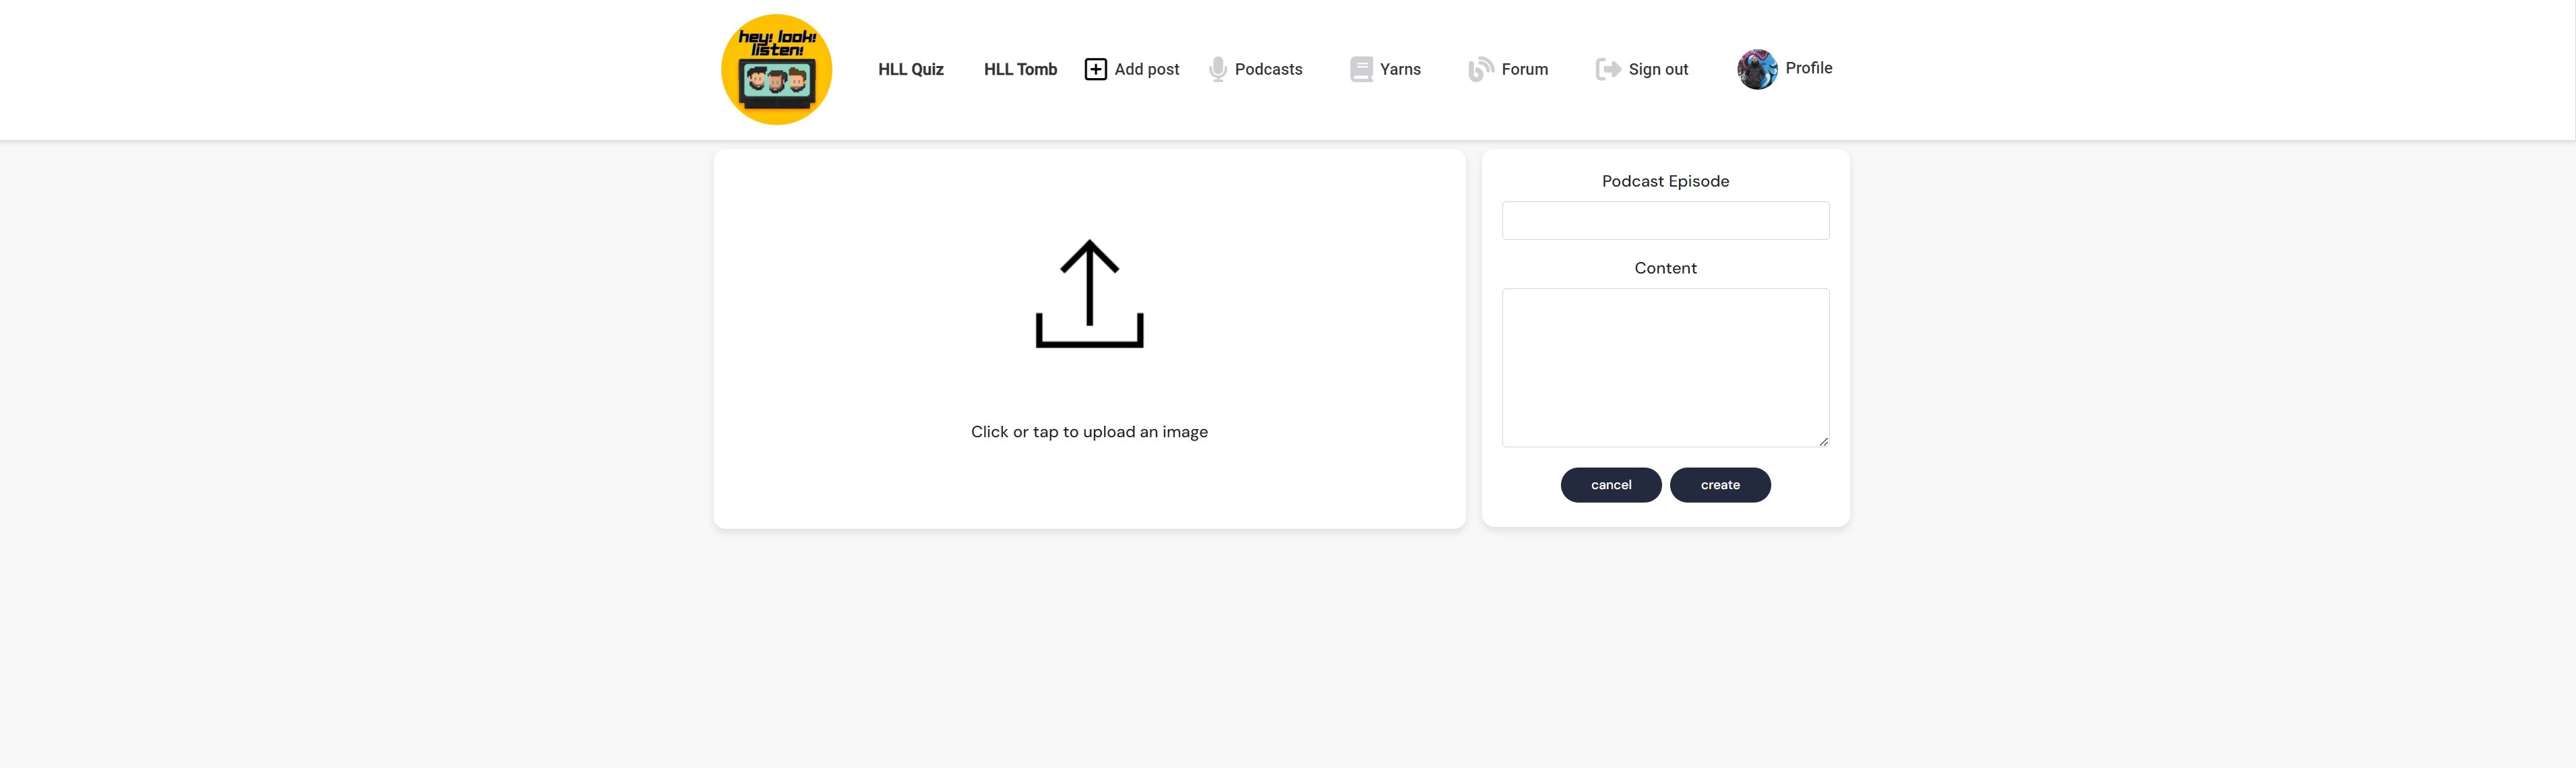 hey! look!
listen!
HLL Quiz
HLL Tomb
Add post
Podcasts
Yarns
Forum
Sign out
Profile
Click or tap to upload an image
Podcast Episode
Content
cancel
create